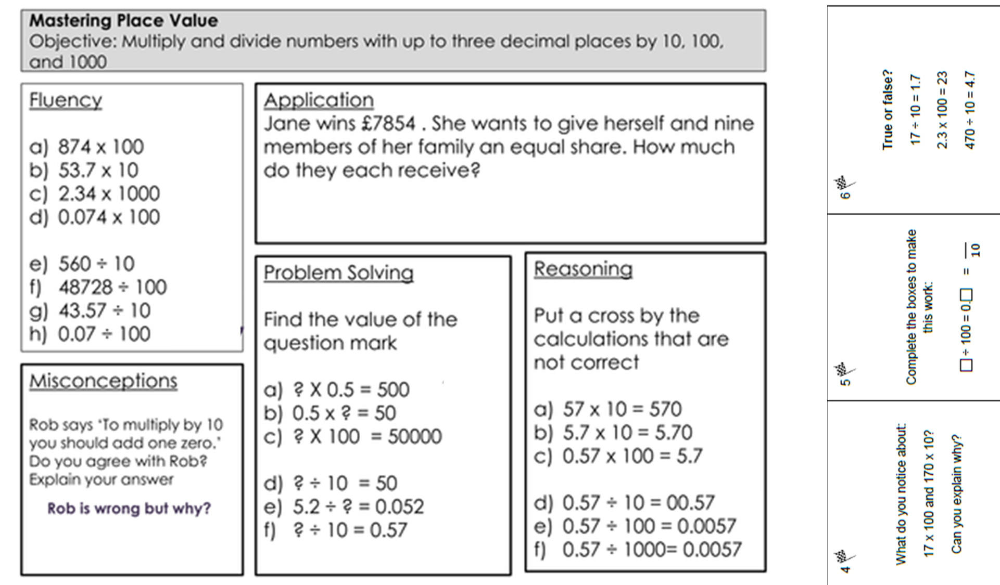 Mastering Place Value
Objective: Multiply and divide numbers with up to three decimal places by 10, 100,
and 1000
Fluency
a) 874 x 100
b) 53.7 x 10
c) 2.34 x 1000
d) 0.074 x 100
e) 560 ÷ 10
f) 48728 ÷ 100
g) 43.57 ÷ 10
h) 0.07 ÷ 100
Misconceptions
Rob says ‘To multiply by 10
you should add one zero.’
Do you agree with Rob?
Explain your answer
Rob is wrong but why?
Application
Jane wins £7854 . She wants to give herself and nine
members of her family an equal share. How much
do they each receive?
Problem Solving
Find the value of the
question mark
a) ? X 0.5 = 500
b) 0.5 x ? = 50
c) ? X 100 = 50000
d) ? ÷ 10 = 50
e) 5.2 ÷ ? = 0.052
f) ? ÷ 10 = 0.57
Reasoning
Put a cross by the
calculations that are
not correct
a) 57 x 10 = 570
b) 5.7 x 10 = 5.70
c) 0.57 x 100 = 5.7
d) 0.57 ÷ 10 = 00.57
e) 0.57 ÷ 100 = 0.0057
f) 0.57 ÷ 1000= 0.0057
4
What do you notice about:
17 x 100 and 170 x 10?
Can you explain why?
5
Complete the boxes to make
this work:
□ ÷ 100 = 0.□ = __
10
6
True or false?
17 ÷ 10 = 1.7
2.3 x 100 = 23
470 ÷ 10 = 4.7